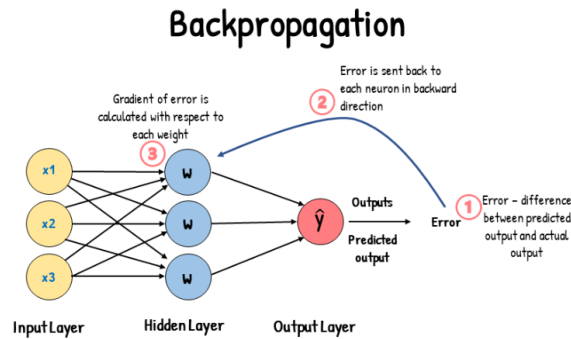 Backpropagation
Error is sent back to
each neuron in backward
direction
2
Gradient of error is
calculated with respect to
each weight
3
x1
w
x2
w
ŷ
Outputs
Predicted
output
Error
1
Error - difference
between predicted
output and actual
output
x3
w
Input Layer
Hidden Layer
Output Layer